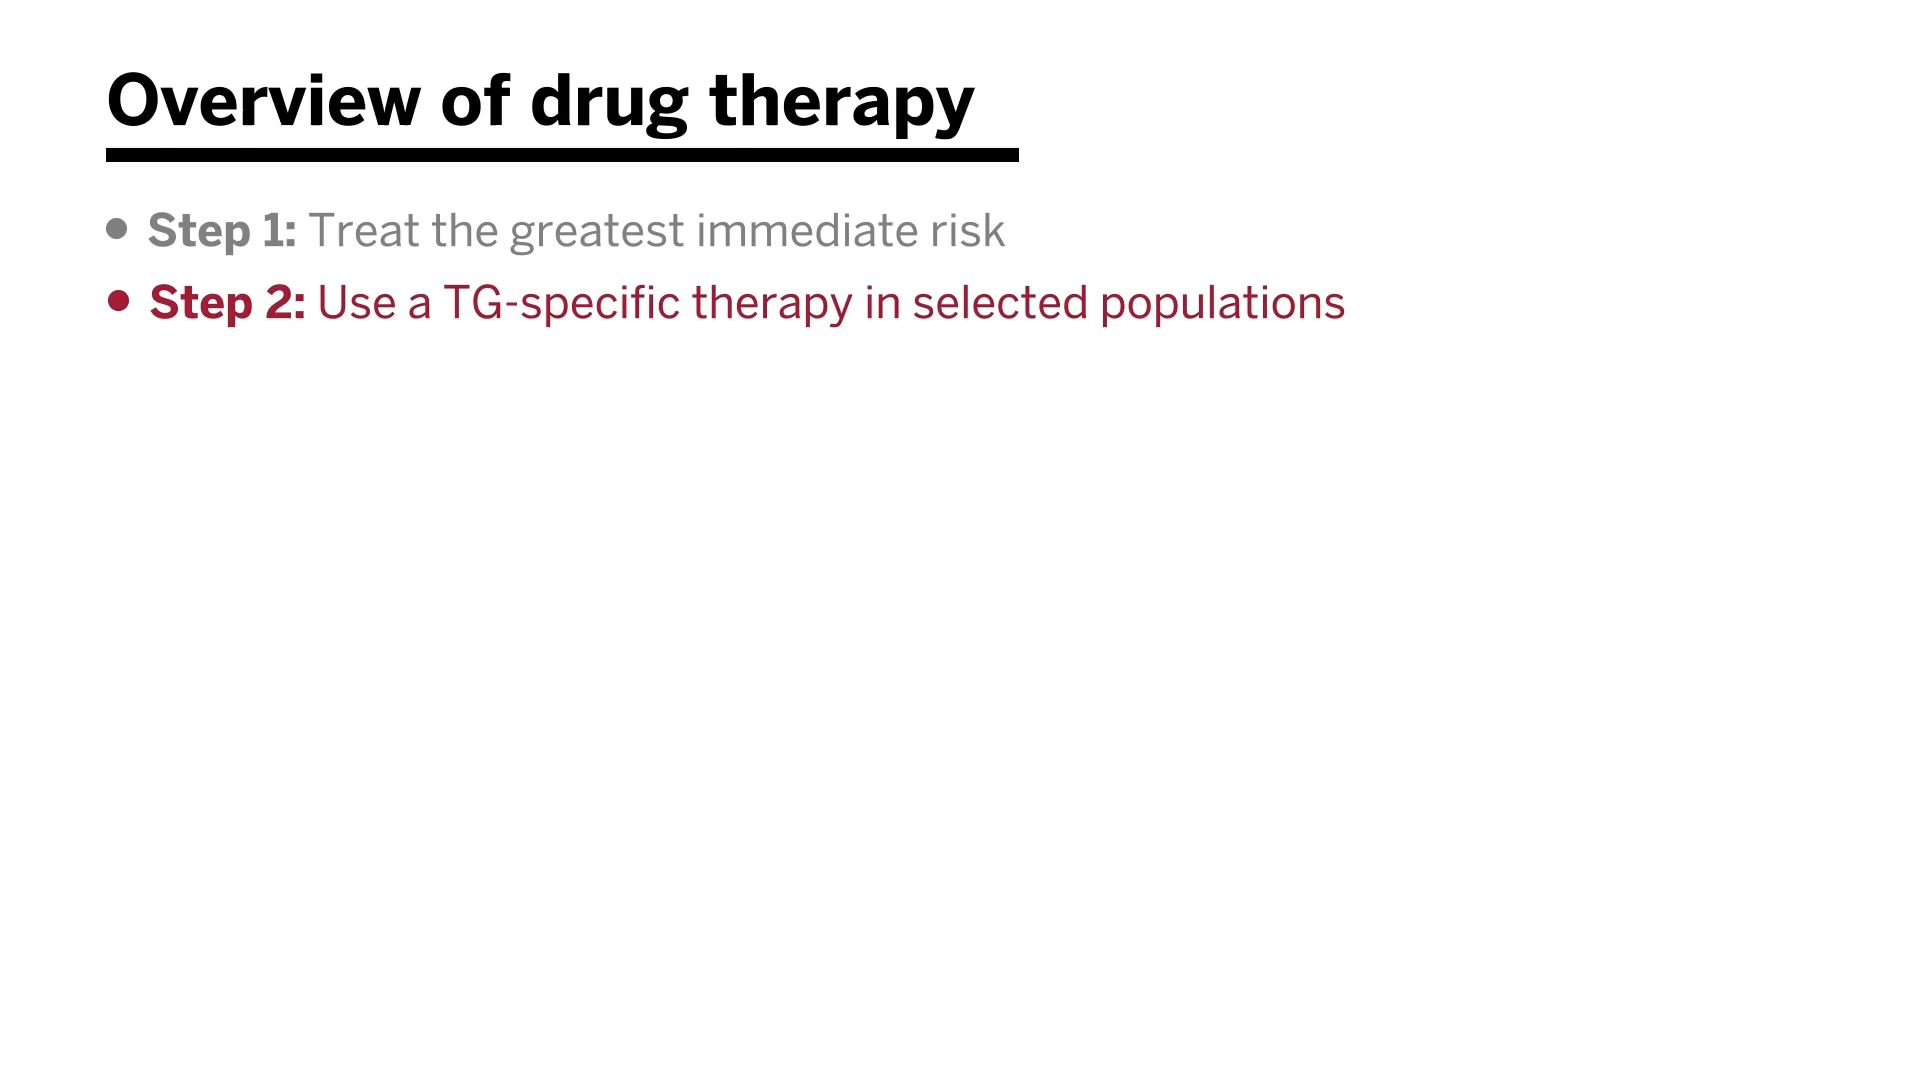 Overview of drug therapy
• Step 1: Treat the greatest immediate risk
• Step 2: Use a TG-specific therapy in selected populations